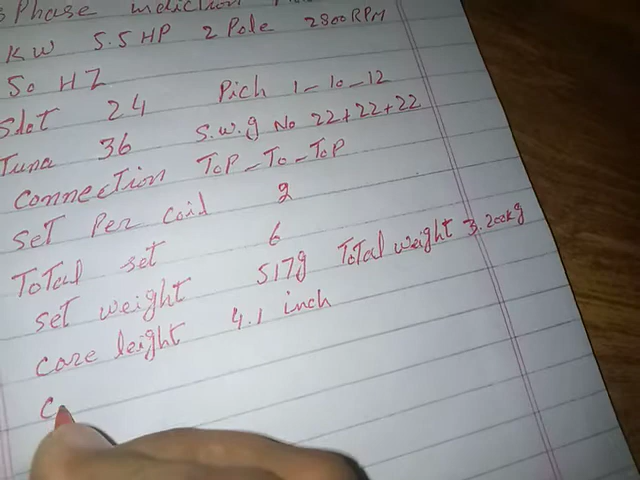 Phase induction
KW 5.5 HP 2 Pole 2800 RPM
50 HZ
Slot 24 Pich 1-10-12
Tuna 36 S.w.g No 22+22+22
Connection ToP-To-ToP
Set Per Coil 2
ToTal set 6
set weight 517g ToTal weight 3.200kg
Core leight 4.1 inch
C